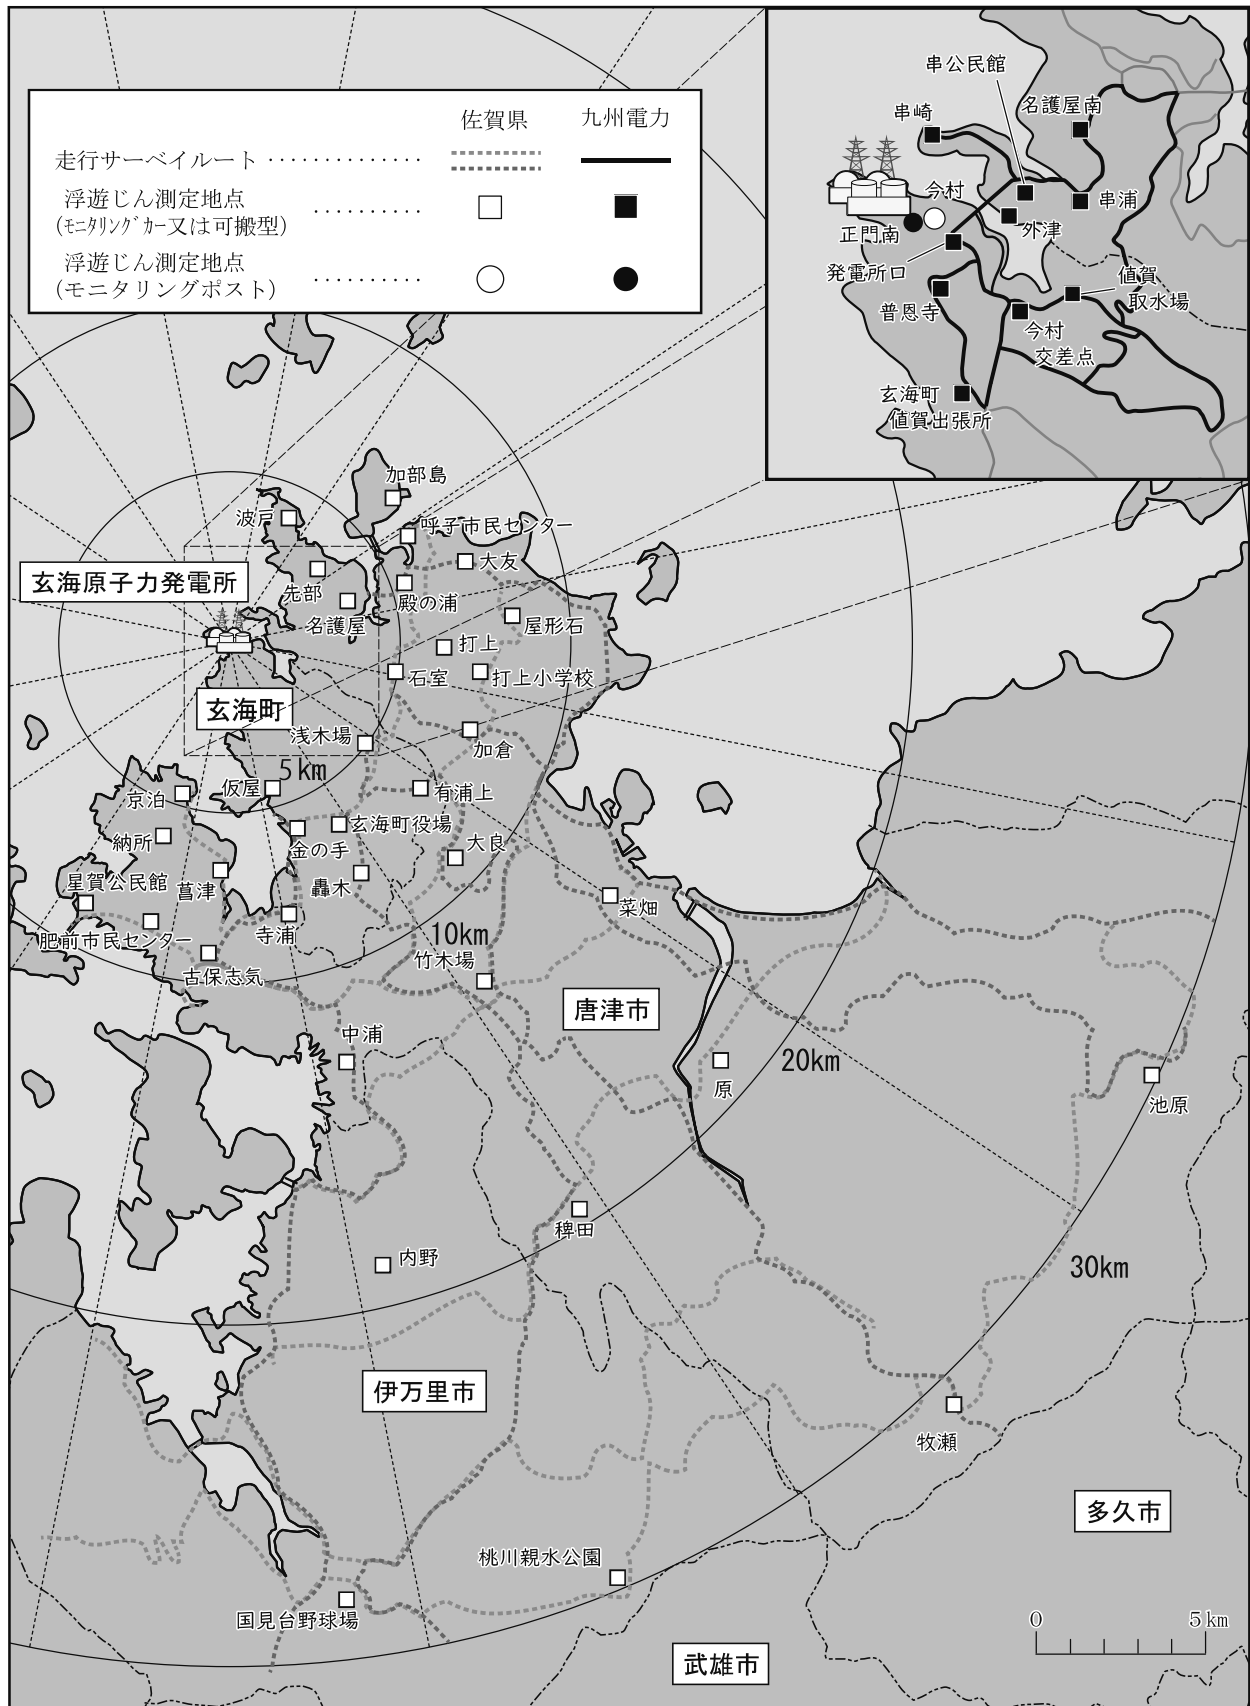 佐賀県
九州電力
走行サーベイルート
浮遊じん測定地点
(ﾓﾆﾀﾘﾝｸﾞｶｰ又は可搬型)
浮遊じん測定地点
(モニタリングポスト)
串公民館
名護屋南
串崎
今村
串浦
正門南
外津
発電所口
値賀
取水場
普恩寺
今村
交差点
玄海町
値賀出張所
加部島
波戸
呼子市民センター
大友
玄海原子力発電所
先部
殿の浦
名護屋
屋形石
打上
石室
打上小学校
玄海町
浅木場
加倉
5km
仮屋
京泊
有浦上
玄海町役場
納所
金の手
大良
星賀公民館
菖津
轟木
菜畑
肥前市民センター
寺浦
10km
古保志気
竹木場
唐津市
中浦
20km
原
池原
稗田
内野
30km
伊万里市
牧瀬
多久市
桃川親水公園
国見台野球場
武雄市
0
5km